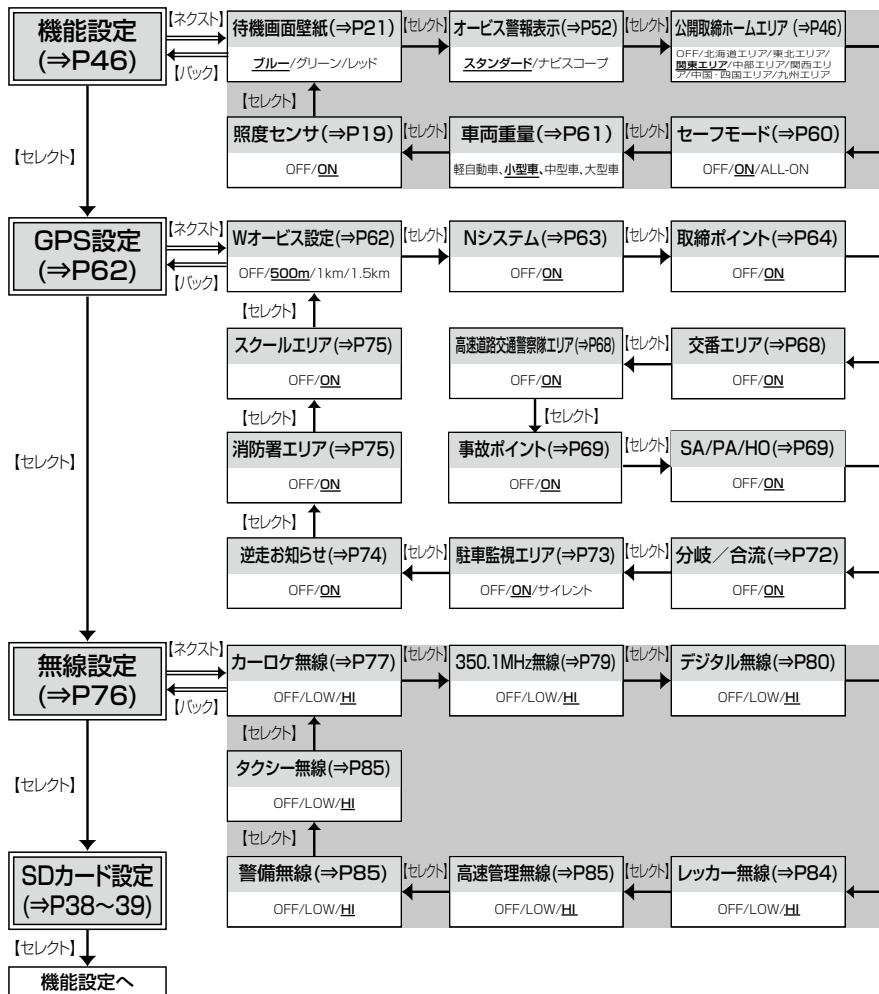 機能設定
(⇒P46)
【ネクスト】
【バック】
待機画面壁紙(⇒P21)
ブルー/グリーン/レッド
【セレクト】
オービス警報表示(⇒P52)
スタンダード/ナビスコープ
【セレクト】
公開取締ホームエリア (⇒P46)
OFF/北海道エリア/東北エリア/
関東エリア/中部エリア/関西エリ
ア/中国・四国エリア/九州エリア
【セレクト】
【セレクト】
照度センサ(⇒P19)
OFF/ON
【セレクト】
車両重量(⇒P61)
軽自動車、小型車、中型車、大型車
【セレクト】
セーフモード(⇒P60)
OFF/ON/ALL-ON
GPS設定
(⇒P62)
【ネクスト】
【バック】
Wオービス設定(⇒P62)
OFF/500m/1km/1.5km
【セレクト】
Nシステム(⇒P63)
OFF/ON
【セレクト】
取締ポイント(⇒P64)
OFF/ON
【セレクト】
スクールエリア(⇒P75)
OFF/ON
高速道路交通警察隊エリア(⇒P68)
OFF/ON
【セレクト】
交番エリア(⇒P68)
OFF/ON
【セレクト】
【セレクト】
【セレクト】
消防署エリア(⇒P75)
OFF/ON
事故ポイント(⇒P69)
OFF/ON
【セレクト】
SA/PA/HO(⇒P69)
OFF/ON
【セレクト】
逆走お知らせ(⇒P74)
OFF/ON
【セレクト】
駐車監視エリア(⇒P73)
OFF/ON/サイレント
【セレクト】
分岐／合流(⇒P72)
OFF/ON
無線設定
(⇒P76)
【ネクスト】
【バック】
カーロケ無線(⇒P77)
OFF/LOW/HI
【セレクト】
350.1MHz無線(⇒P79)
OFF/LOW/HI
【セレクト】
デジタル無線(⇒P80)
OFF/LOW/HI
【セレクト】
タクシー無線(⇒P85)
OFF/LOW/HI
【セレクト】
【セレクト】
SDカード設定
(⇒P38〜39)
警備無線(⇒P85)
OFF/LOW/HI
【セレクト】
高速管理無線(⇒P85)
OFF/LOW/HI
【セレクト】
レッカー無線(⇒P84)
OFF/LOW/HI
【セレクト】
機能設定へ